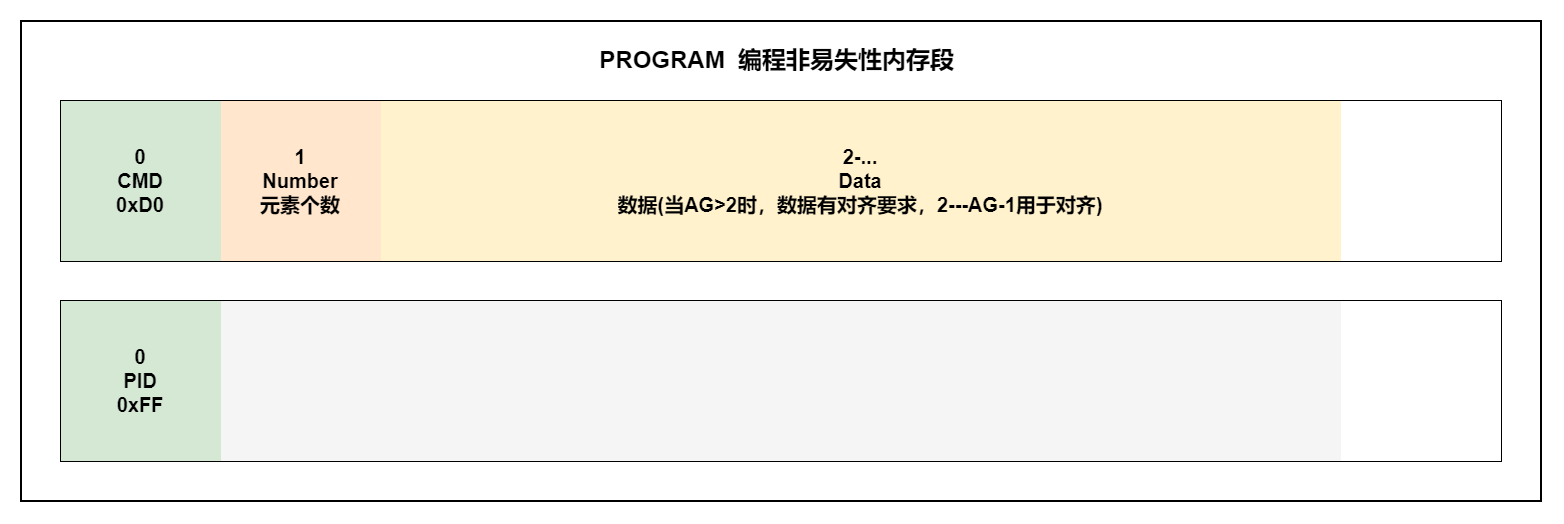 PROGRAM 编程非易失性内存段
0
CMD
0xD0
1
Number
元素个数
2-...
Data
数据(当AG>2时，数据有对齐要求，2---AG-1用于对齐)
0
PID
0xFF